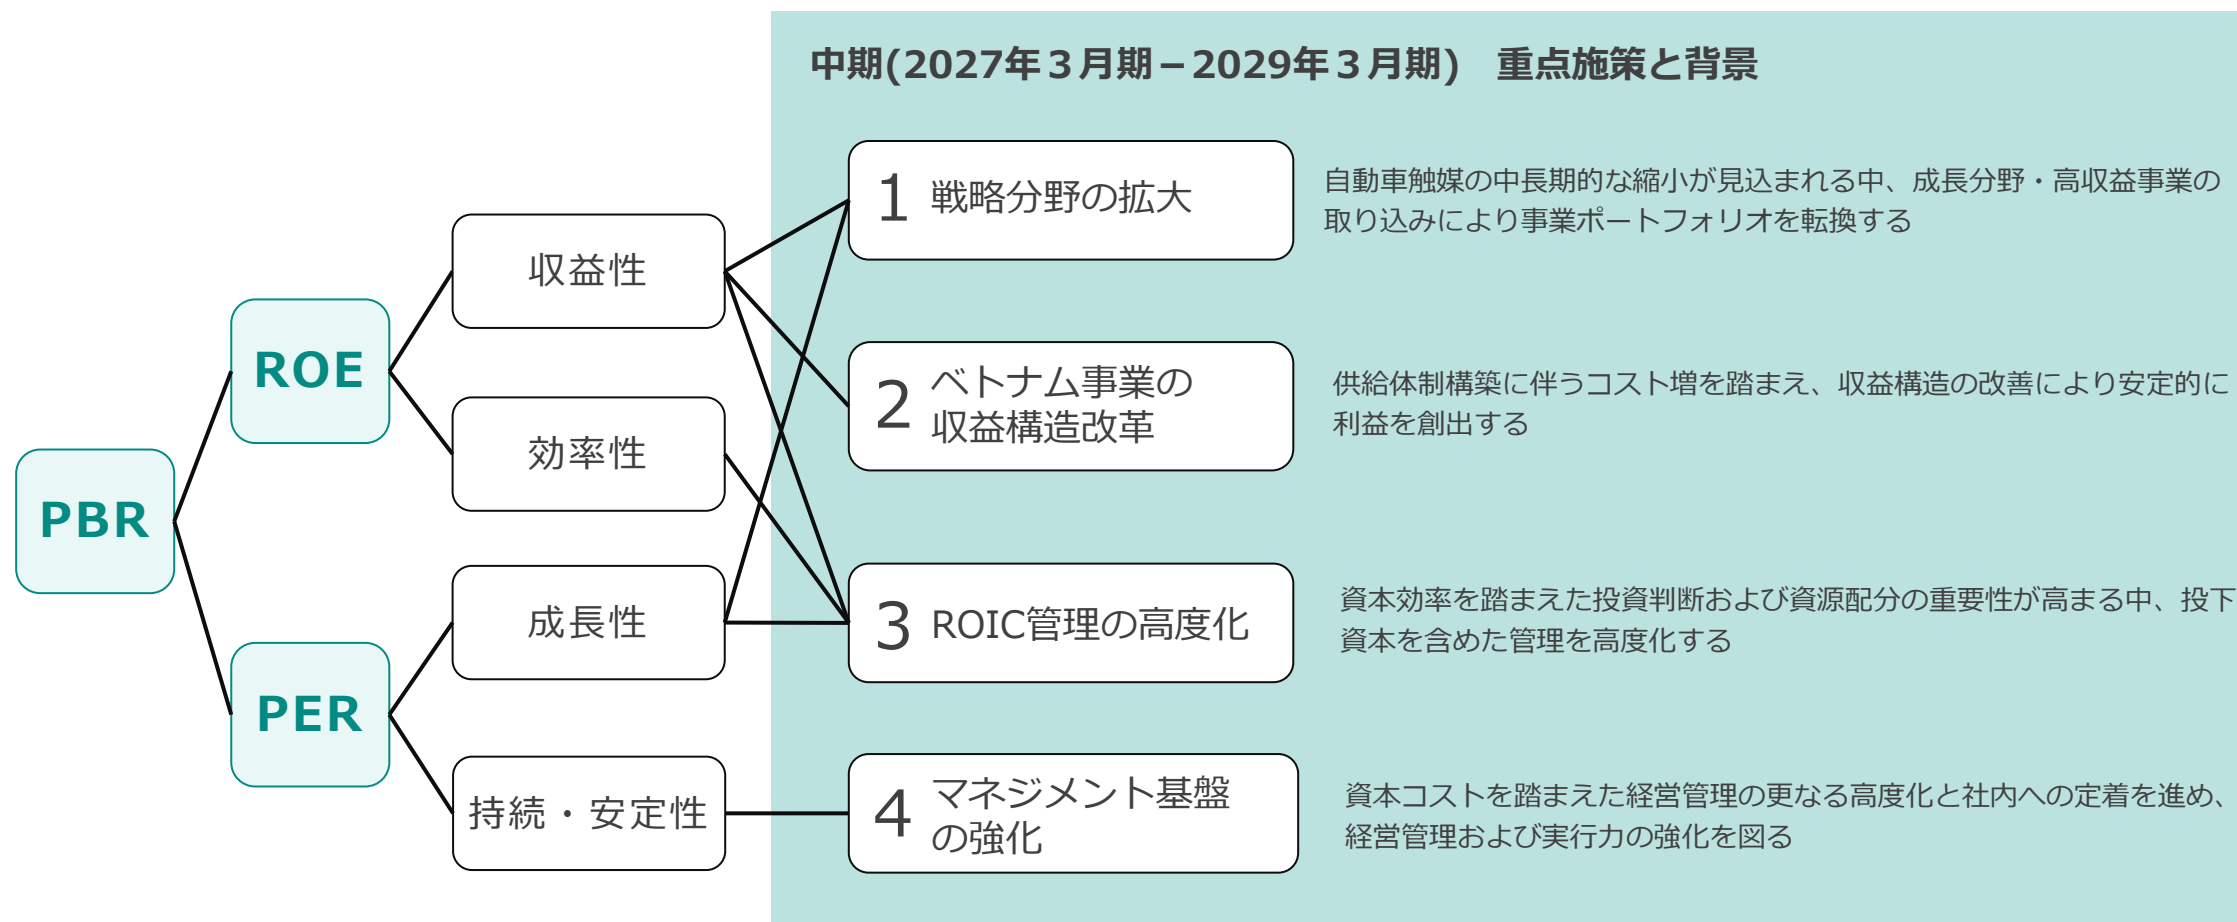 中期(2027年３月期－2029年３月期)　重点施策と背景
PBR
ROE
PER
収益性
効率性
成長性
持続・安定性
1 戦略分野の拡大
自動車触媒の中長期的な縮小が見込まれる中、成長分野・高収益事業の
取り込みにより事業ポートフォリオを転換する
2 ベトナム事業の
収益構造改革
供給体制構築に伴うコスト増を踏まえ、収益構造の改善により安定的に
利益を創出する
3 ROIC管理の高度化
資本効率を踏まえた投資判断および資源配分の重要性が高まる中、投下
資本を含めた管理を高度化する
4 マネジメント基盤
の強化
資本コストを踏まえた経営管理の更なる高度化と社内への定着を進め、
経営管理および実行力の強化を図る